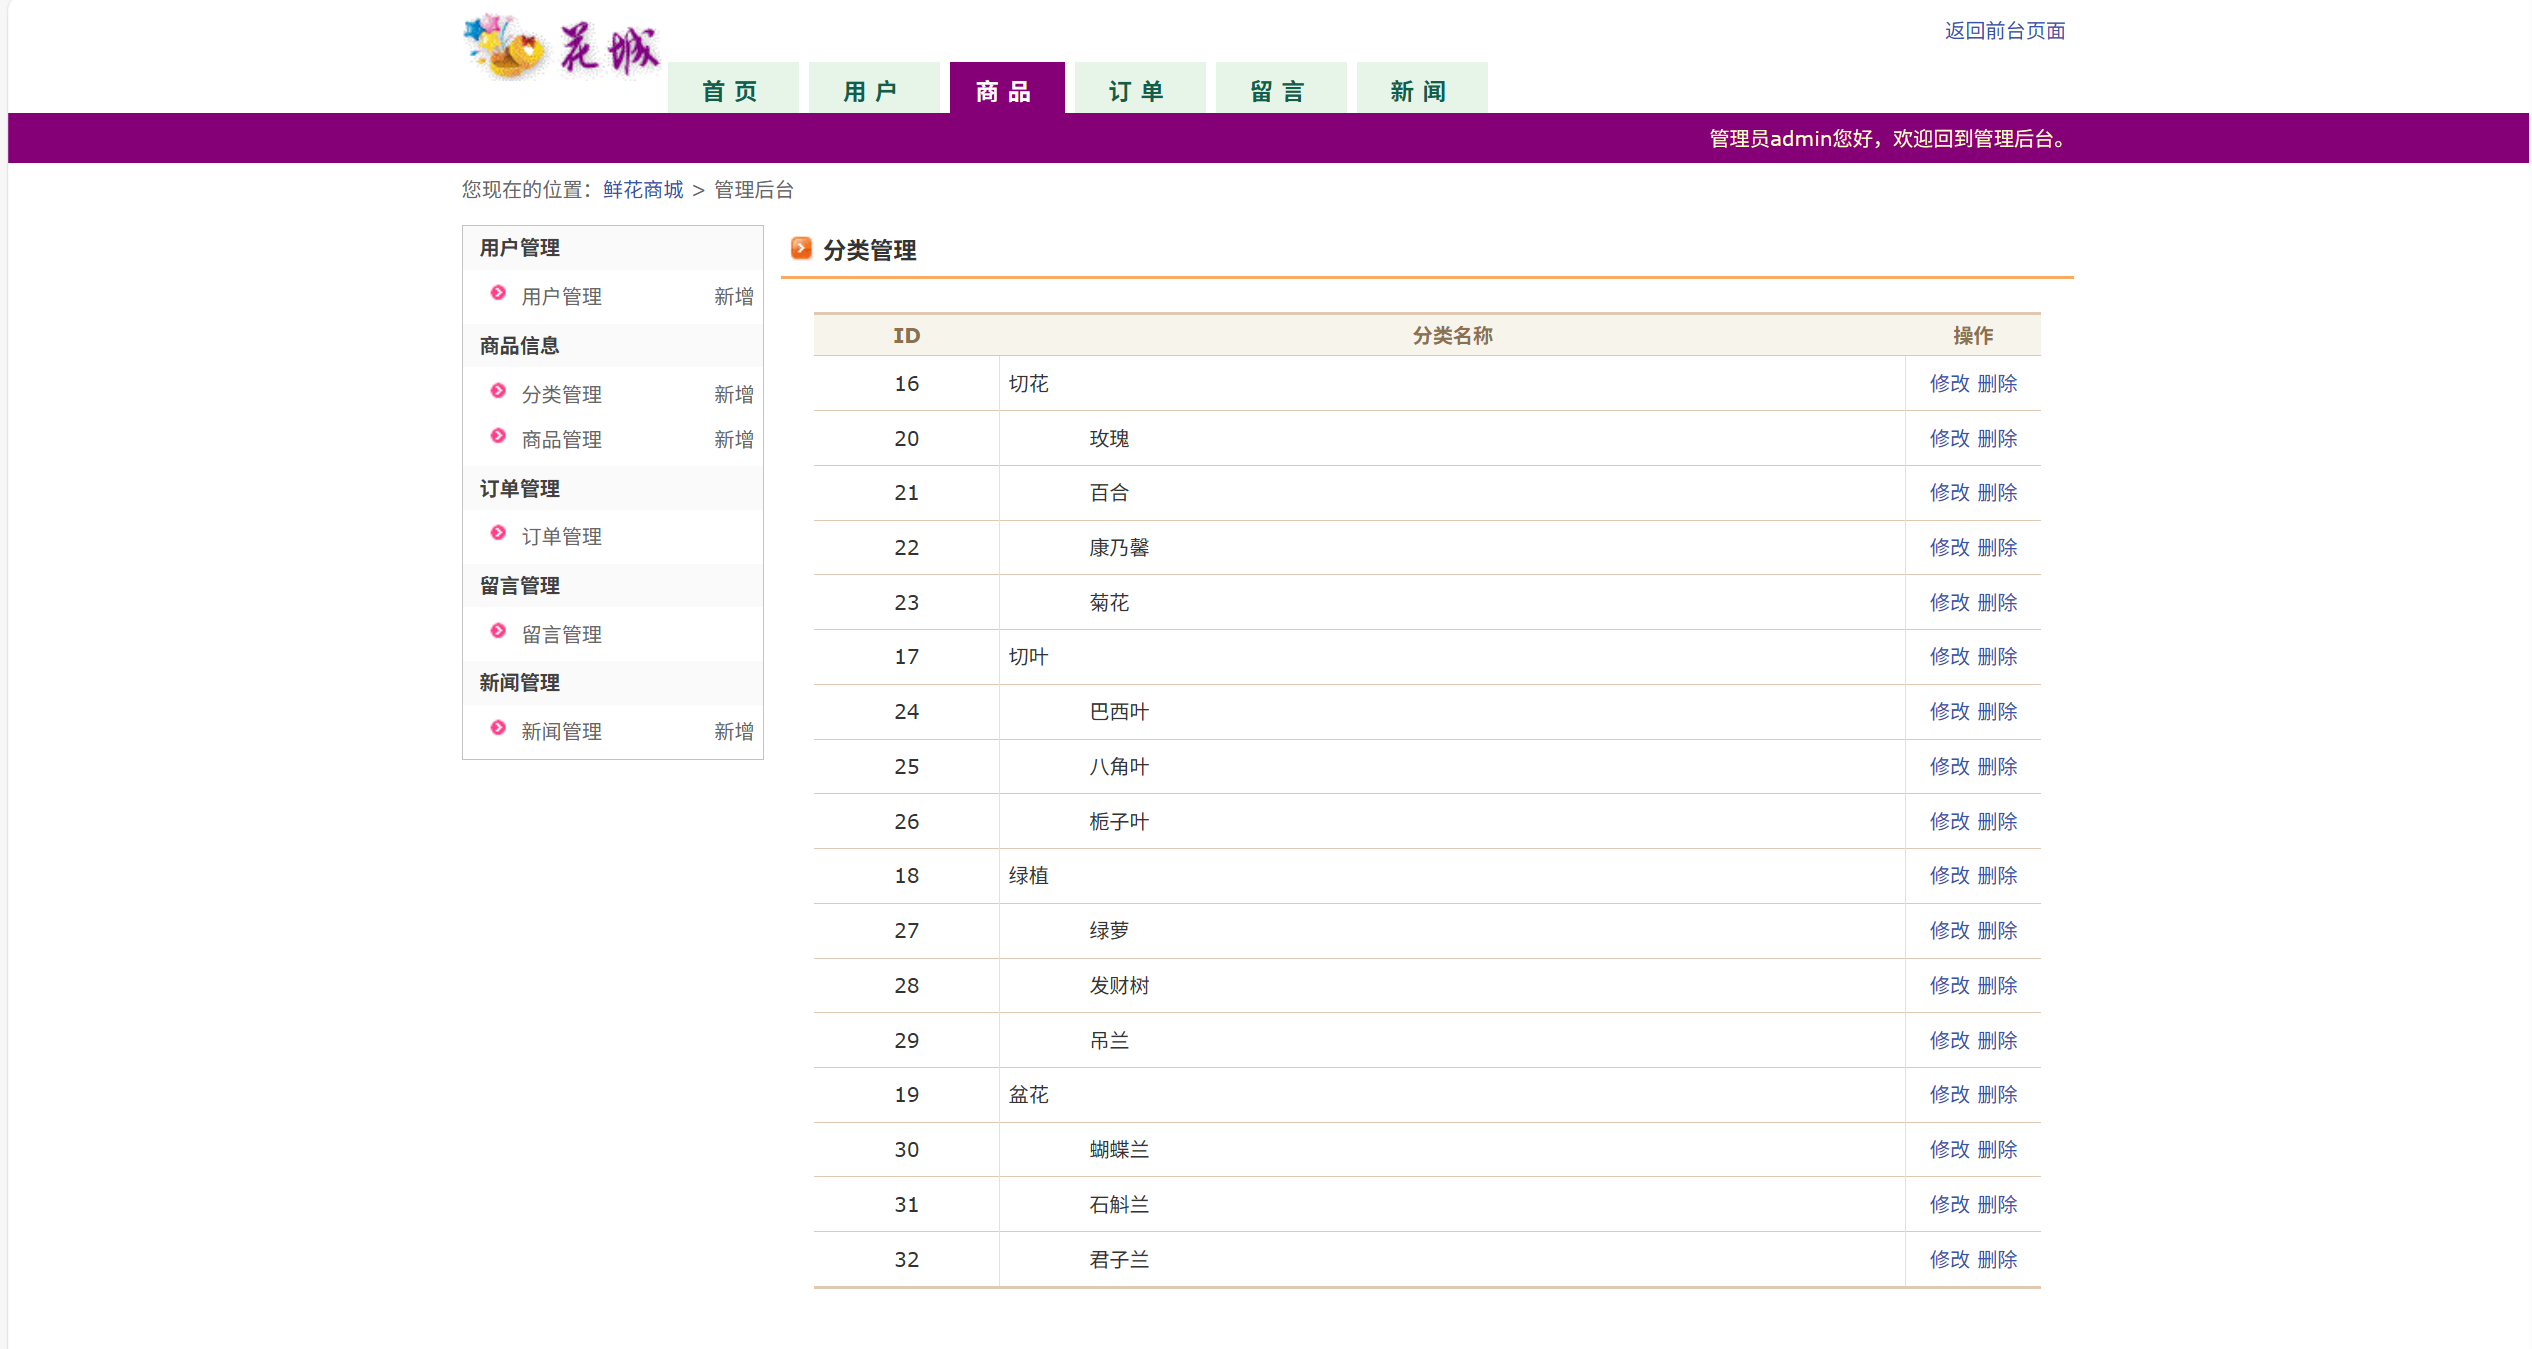 花城
返回前台页面
首 页 用 户 商 品 订 单 留 言 新 闻
管理员admin您好，欢迎回到管理后台。
您现在的位置：鲜花商城 > 管理后台
用户管理
用户管理 新增
商品信息
分类管理 新增
商品管理 新增
订单管理
订单管理
留言管理
留言管理
新闻管理
新闻管理 新增
分类管理
ID 分类名称 操作
16 切花 修改 删除
20 玫瑰 修改 删除
21 百合 修改 删除
22 康乃馨 修改 删除
23 菊花 修改 删除
17 切叶 修改 删除
24 巴西叶 修改 删除
25 八角叶 修改 删除
26 栀子叶 修改 删除
18 绿植 修改 删除
27 绿萝 修改 删除
28 发财树 修改 删除
29 吊兰 修改 删除
19 盆花 修改 删除
30 蝴蝶兰 修改 删除
31 石斛兰 修改 删除
32 君子兰 修改 删除